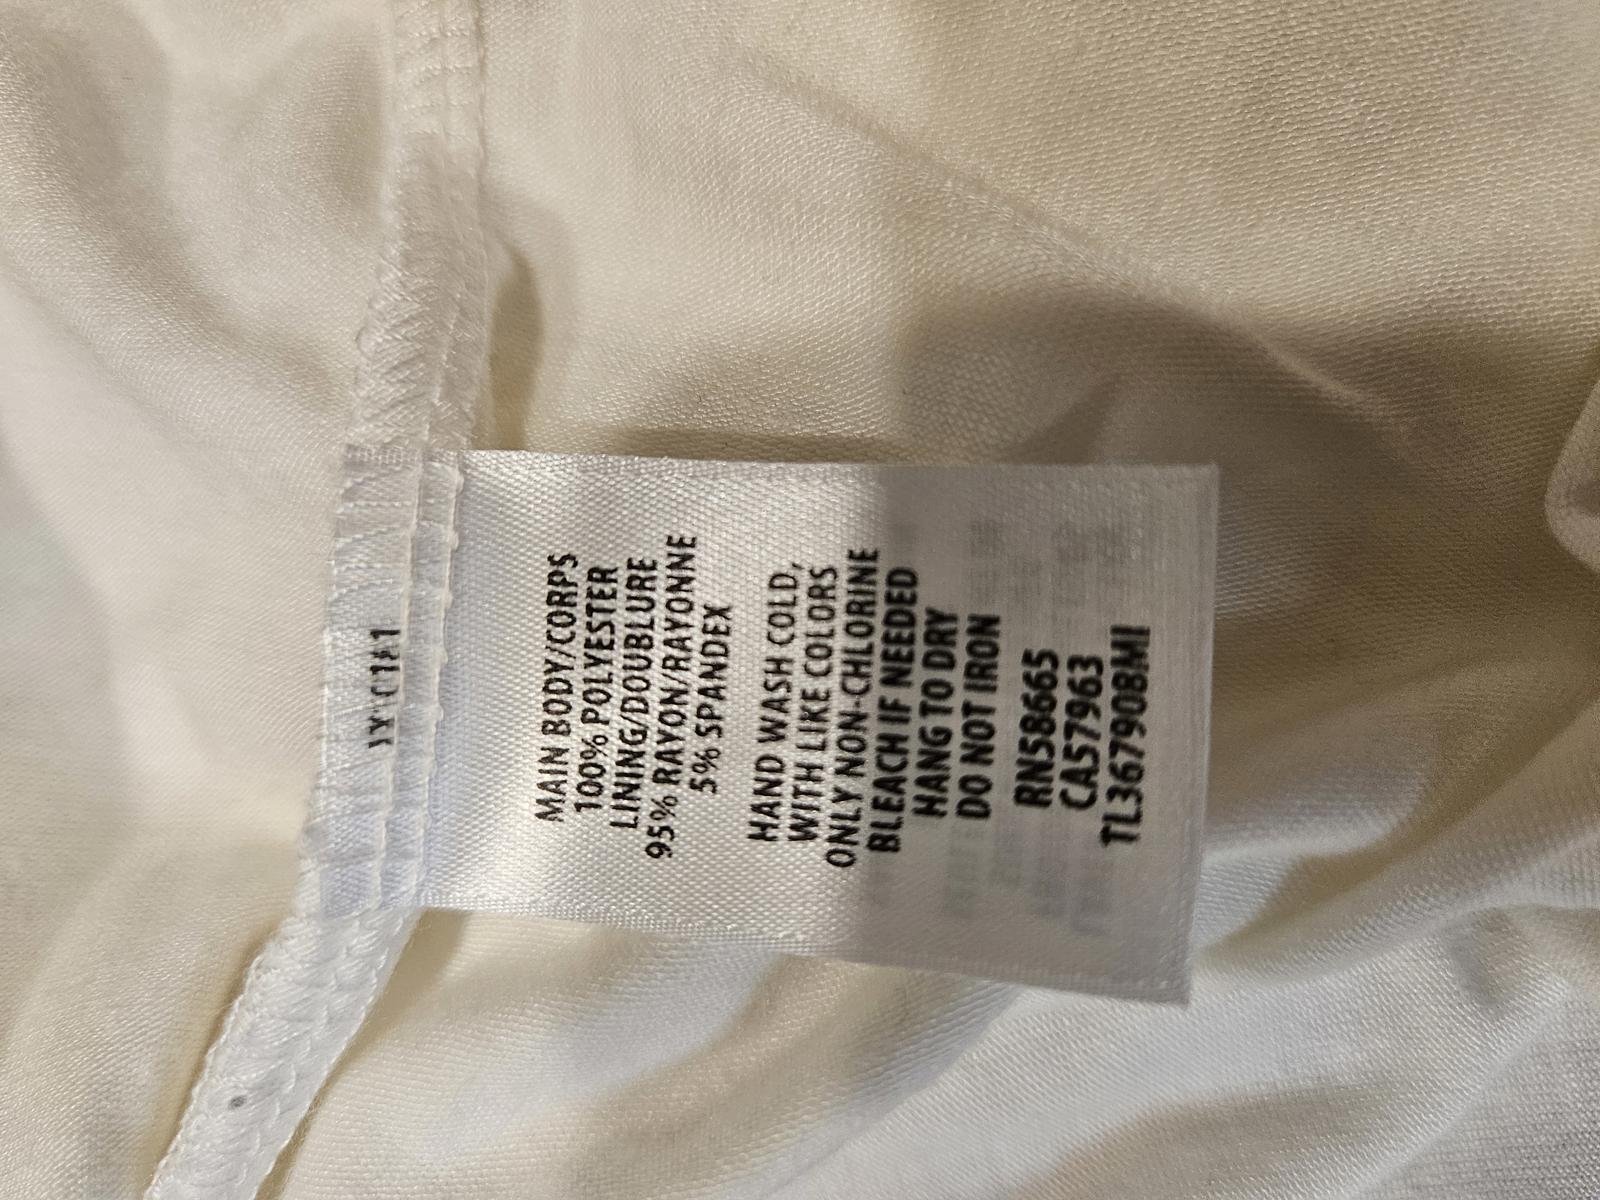 MAIN BODY/CORPS
100% POLYESTER
LINING/DOUBLURE
95% RAYON/RAYONNE
5% SPANDEX
HAND WASH COLD,
WITH LIKE COLORS
ONLY NON-CHLORINE
BLEACH IF NEEDED
HANG TO DRY
DO NOT IRON
RN58665
CA57963
TL36790BMI